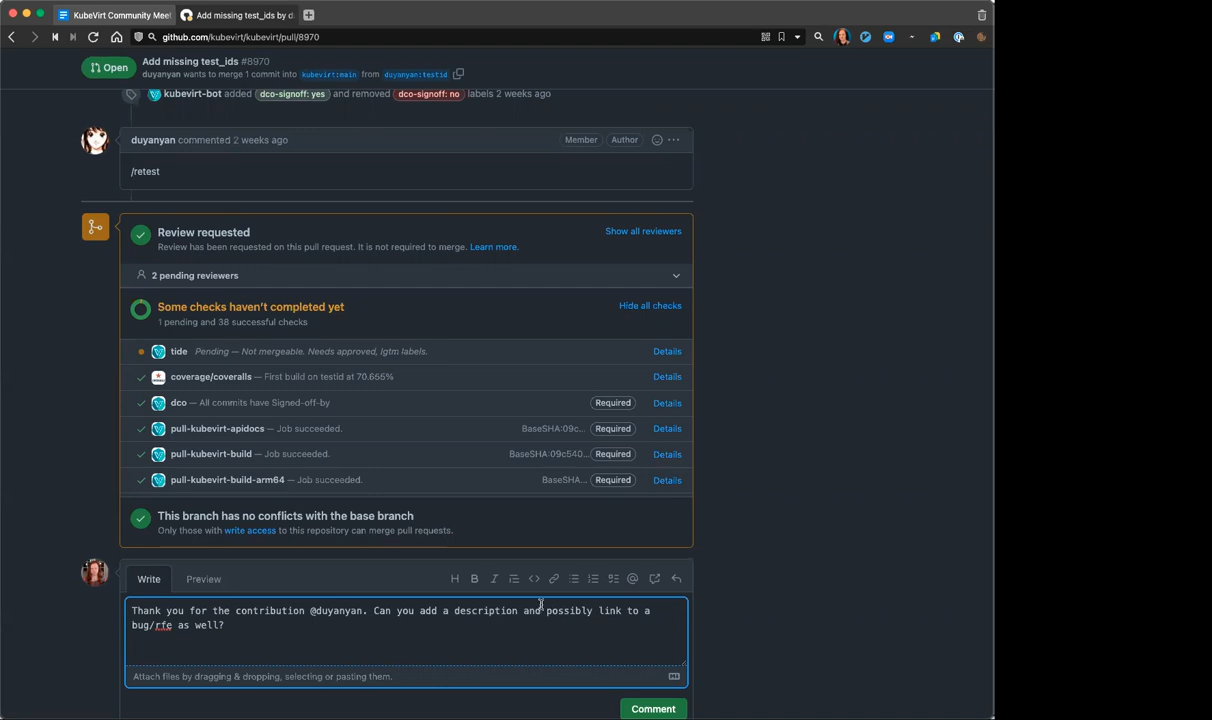 KubeVirt Community Meet
Add missing test_ids by d
github.com/kubevirt/kubevirt/pull/8970
Open
Add missing test_ids #8970
duyanyan wants to merge 1 commit into kubevirt:main from duyanyan:testid
kubevirt-bot added dco-signoff: yes and removed dco-signoff: no labels 2 weeks ago
duyanyan commented 2 weeks ago Member Author
/retest
Review requested Show all reviewers
Review has been requested on this pull request. It is not required to merge. Learn more.
2 pending reviewers
Some checks haven't completed yet Hide all checks
1 pending and 38 successful checks
tide Pending — Not mergeable. Needs approved, lgtm labels. Details
coverage/coveralls — First build on testid at 70.655% Details
dco — All commits have Signed-off-by Required Details
pull-kubevirt-apidocs — Job succeeded. BaseSHA:09c... Required Details
pull-kubevirt-build — Job succeeded. BaseSHA:09c540... Required Details
pull-kubevirt-build-arm64 — Job succeeded. BaseSHA... Required Details
This branch has no conflicts with the base branch
Only those with write access to this repository can merge pull requests.
Write Preview
Thank you for the contribution @duyanyan. Can you add a description and possibly link to a
bug/rfe as well?
Attach files by dragging & dropping, selecting or pasting them.
Comment